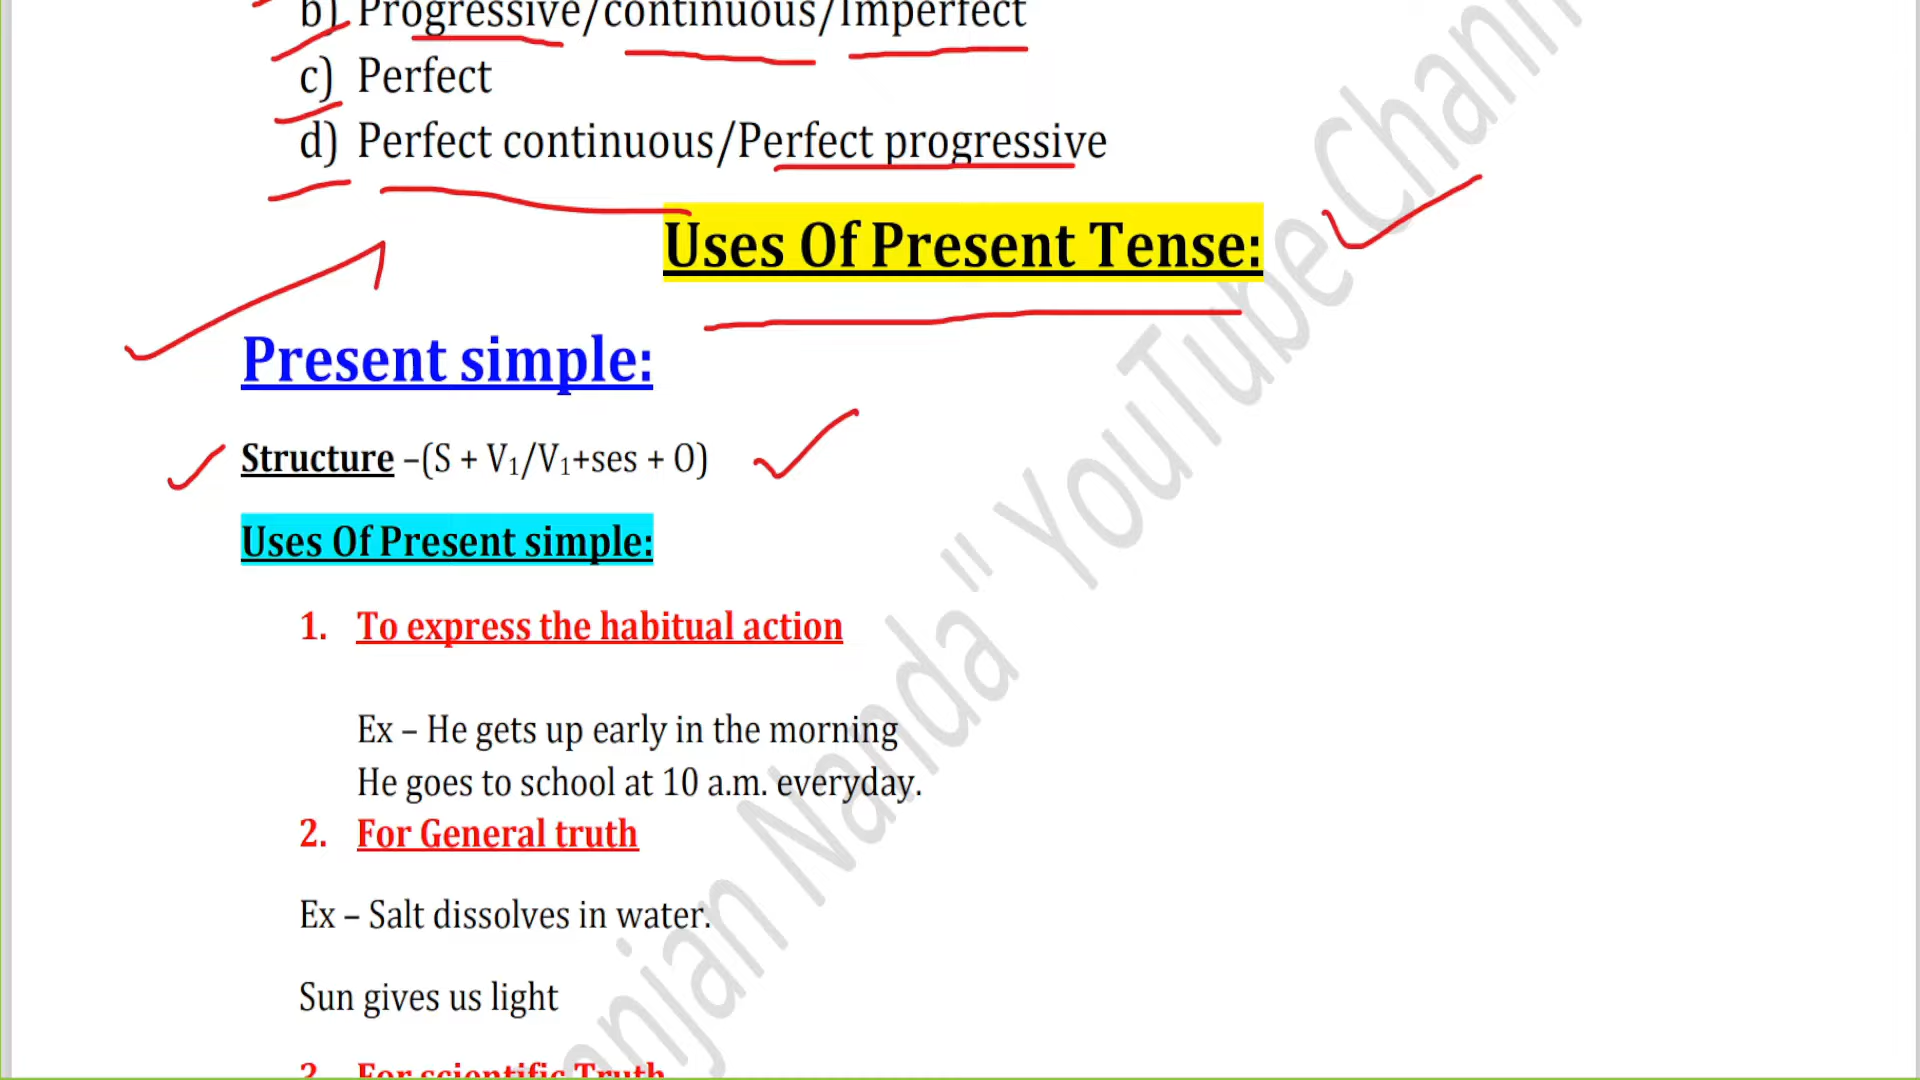 b) Progressive/continuous/Imperfect
c) Perfect
d) Perfect continuous/Perfect progressive
Uses Of Present Tense:
Present simple:
Structure –(S + V1/V1+ses + O)
Uses Of Present simple:
1. To express the habitual action
Ex – He gets up early in the morning
He goes to school at 10 a.m. everyday.
2. For General truth
Ex – Salt dissolves in water.
Sun gives us light
3. For scientific Truth
Nanda" YouTube